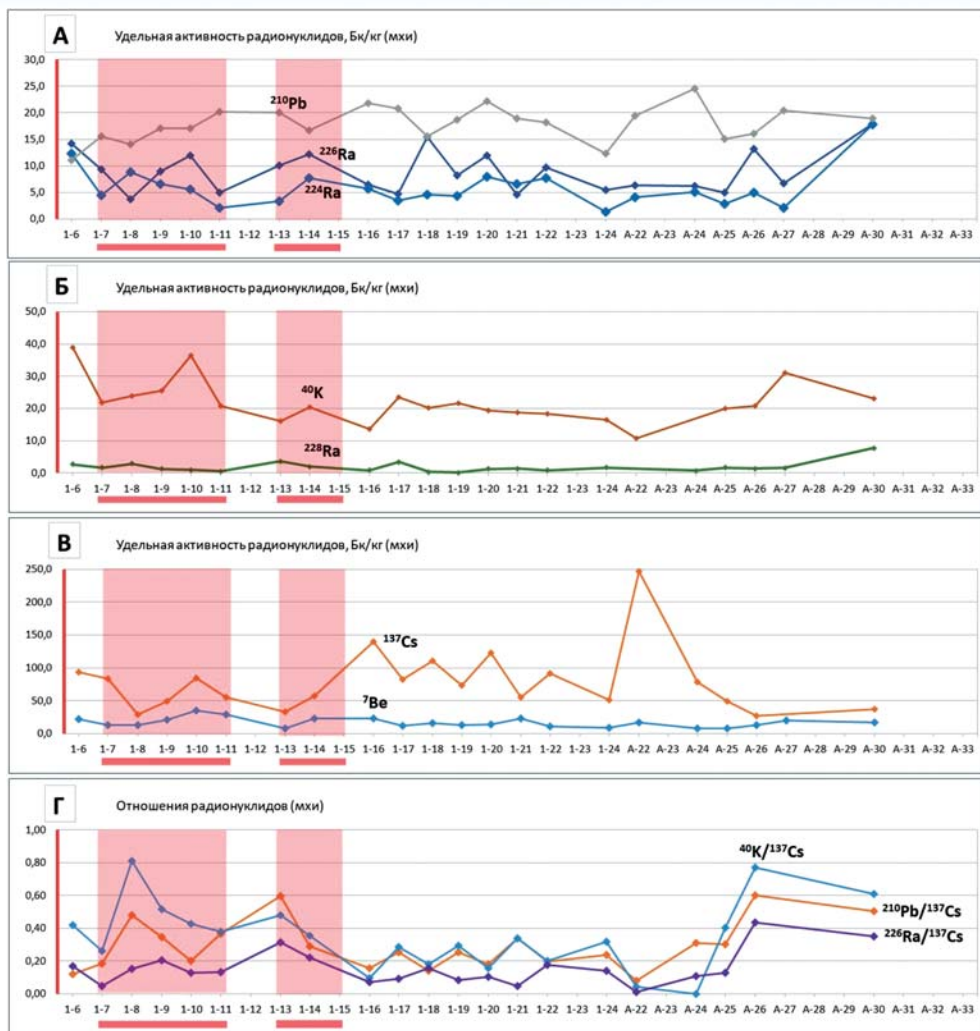 А
Удельная активность радионуклидов, Бк/кг (мхи)
30,0
25,0
20,0
15,0
10,0
5,0
0,0
²¹⁰Pb
²²⁶Ra
²²⁴Ra
1-6 1-7 1-8 1-9 1-10 1-11 1-12 1-13 1-14 1-15 1-16 1-17 1-18 1-19 1-20 1-21 1-22 1-23 1-24 А-22 А-24 А-25 А-26 А-27 А-28 А-29 А-30 А-31 А-32 А-33
Б
Удельная активность радионуклидов, Бк/кг (мхи)
50,0
40,0
30,0
20,0
10,0
0,0
⁴⁰K
²²⁸Ra
1-6 1-7 1-8 1-9 1-10 1-11 1-12 1-13 1-14 1-15 1-16 1-17 1-18 1-19 1-20 1-21 1-22 1-23 1-24 А-22 А-24 А-25 А-26 А-27 А-28 А-29 А-30 А-31 А-32 А-33
В
Удельная активность радионуклидов, Бк/кг (мхи)
250,0
200,0
150,0
100,0
50,0
0,0
¹³⁷Cs
⁷Be
1-6 1-7 1-8 1-9 1-10 1-11 1-12 1-13 1-14 1-15 1-16 1-17 1-18 1-19 1-20 1-21 1-22 1-23 1-24 А-22 А-24 А-25 А-26 А-27 А-28 А-29 А-30 А-31 А-32 А-33
Г
Отношения радионуклидов (мхи)
1,00
0,80
0,60
0,40
0,20
0,00
⁴⁰K/¹³⁷Cs
²¹⁰Pb/¹³⁷Cs
²²⁶Ra/¹³⁷Cs
1-6 1-7 1-8 1-9 1-10 1-11 1-12 1-13 1-14 1-15 1-16 1-17 1-18 1-19 1-20 1-21 1-22 1-23 1-24 А-22 А-24 А-25 А-26 А-27 А-28 А-29 А-30 А-31 А-32 А-33